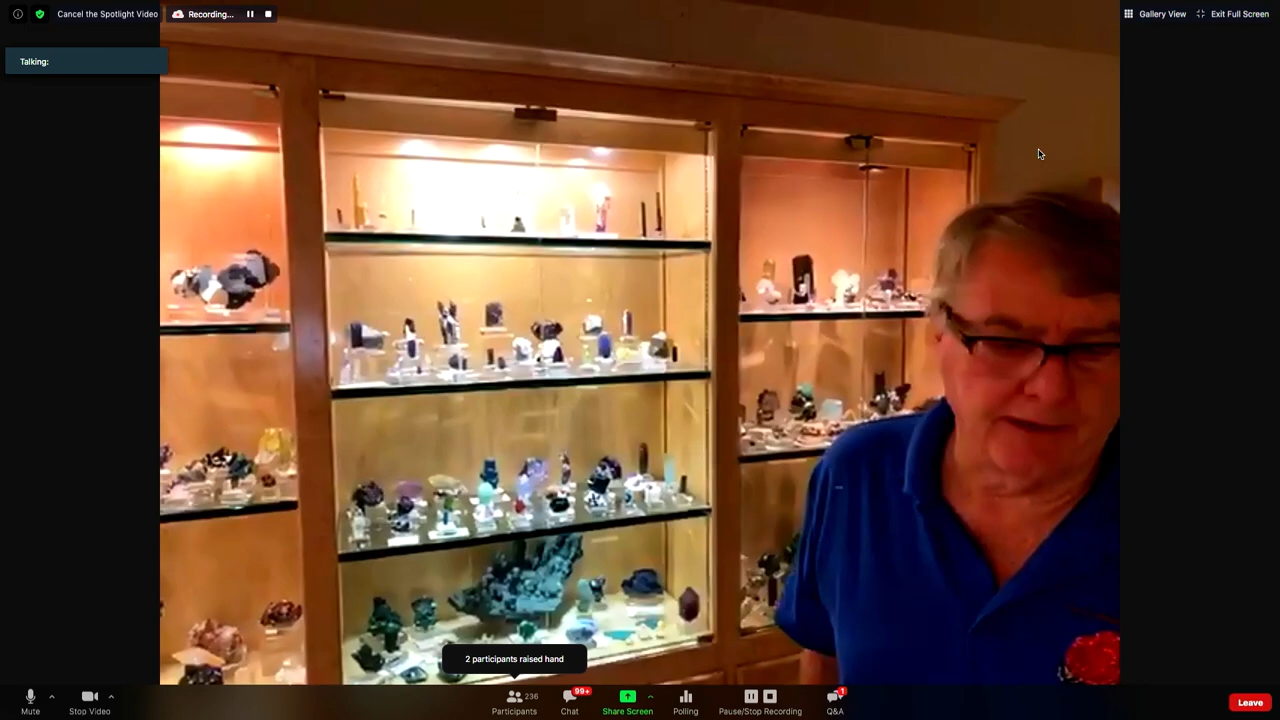 Cancel the Spotlight Video
Recording...
Gallery View
Exit Full Screen
Talking:
2 participants raised hand
Mute
Stop Video
236
Participants
99+
Chat
Share Screen
Polling
Pause/Stop Recording
1
Q&A
Leave